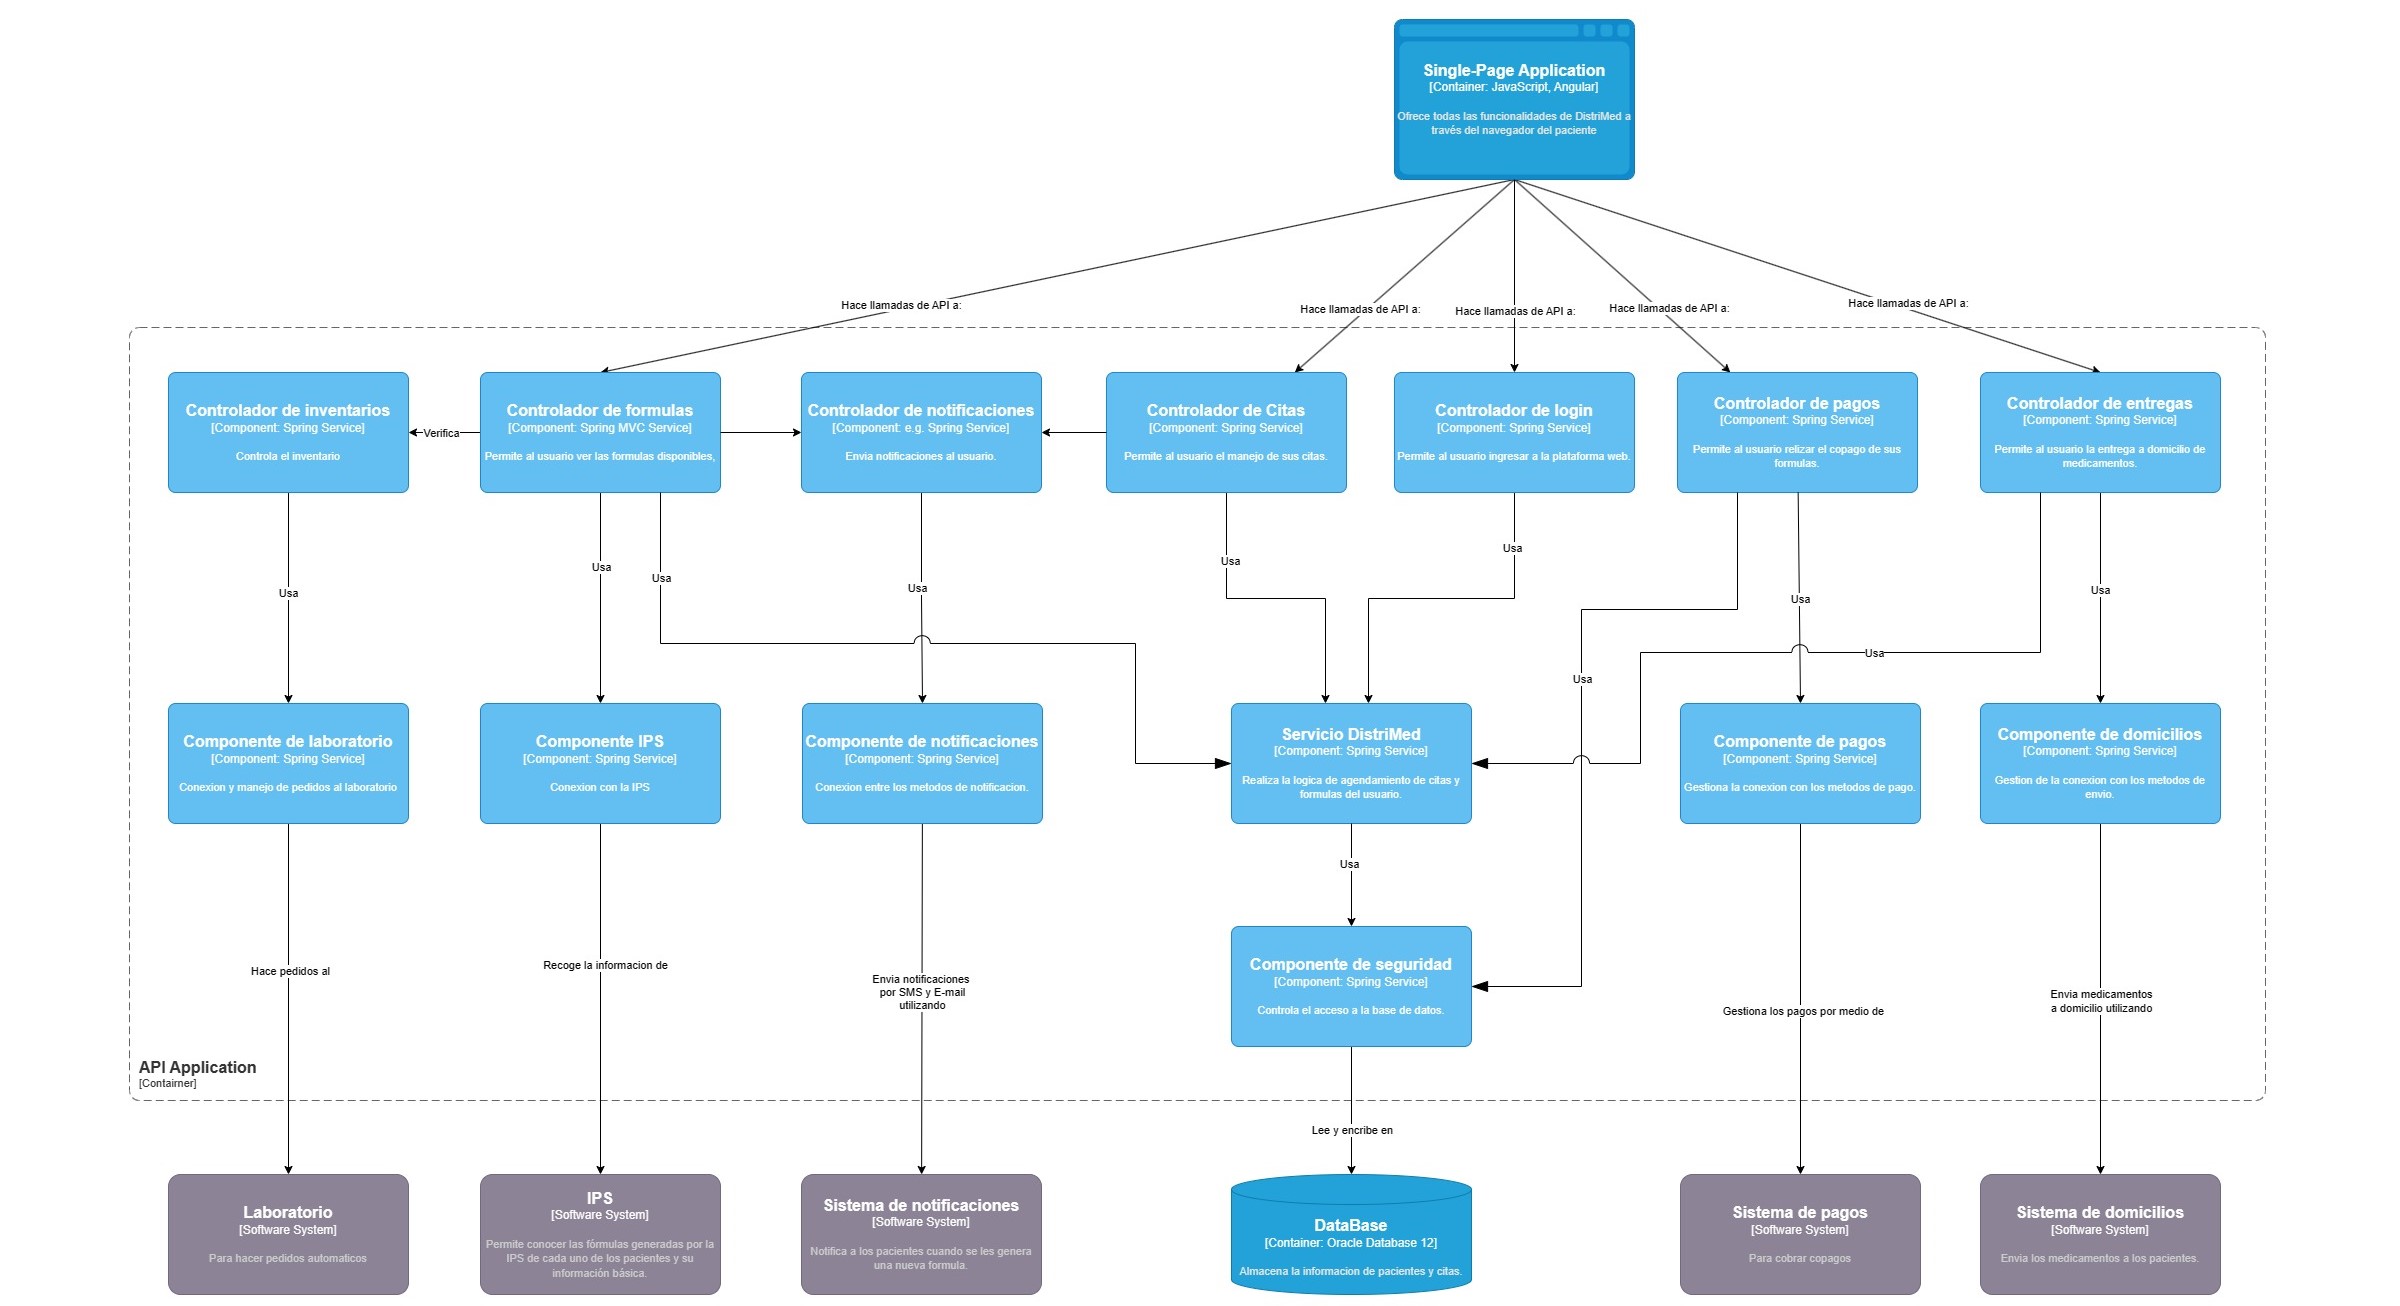 Single-Page Application
[Container: JavaScript, Angular]
Ofrece todas las funcionalidades de DistriMed a
través del navegador del paciente
Hace llamadas de API a:
Hace llamadas de API a:
Hace llamadas de API a:
Hace llamadas de API a:
Hace llamadas de API a:
Controlador de inventarios
[Component: Spring Service]
Controla el inventario
Verifica
Controlador de formulas
[Component: Spring MVC Service]
Permite al usuario ver las formulas disponibles,
Controlador de notificaciones
[Component: e.g. Spring Service]
Envia notificaciones al usuario.
Controlador de Citas
[Component: Spring Service]
Permite al usuario el manejo de sus citas.
Controlador de login
[Component: Spring Service]
Permite al usuario ingresar a la plataforma web.
Controlador de pagos
[Component: Spring Service]
Permite al usuario relizar el copago de sus
formulas.
Controlador de entregas
[Component: Spring Service]
Permite al usuario la entrega a domicilio de
medicamentos.
Usa
Usa
Usa
Usa
Usa
Usa
Usa
Usa
Usa
Usa
Componente de laboratorio
[Component: Spring Service]
Conexion y manejo de pedidos al laboratorio
Componente IPS
[Component: Spring Service]
Conexion con la IPS
Componente de notificaciones
[Component: Spring Service]
Conexion entre los metodos de notificacion.
Servicio DistriMed
[Component: Spring Service]
Realiza la logica de agendamiento de citas y
formulas del usuario.
Componente de pagos
[Component: Spring Service]
Gestiona la conexion con los metodos de pago.
Componente de domicilios
[Component: Spring Service]
Gestion de la conexion con los metodos de
envio.
Usa
Componente de seguridad
[Component: Spring Service]
Controla el acceso a la base de datos.
Hace pedidos al
Recoge la informacion de
Envia notificaciones
por SMS y E-mail
utilizando
Gestiona los pagos por medio de
Envia medicamentos
a domicilio utilizando
API Application
[Contairner]
Lee y encribe en
Laboratorio
[Software System]
Para hacer pedidos automaticos
IPS
[Software System]
Permite conocer las fórmulas generadas por la
IPS de cada uno de los pacientes y su
información básica.
Sistema de notificaciones
[Software System]
Notifica a los pacientes cuando se les genera
una nueva formula.
DataBase
[Container: Oracle Database 12]
Almacena la informacion de pacientes y citas.
Sistema de pagos
[Software System]
Para cobrar copagos
Sistema de domicilios
[Software System]
Envia los medicamentos a los pacientes.